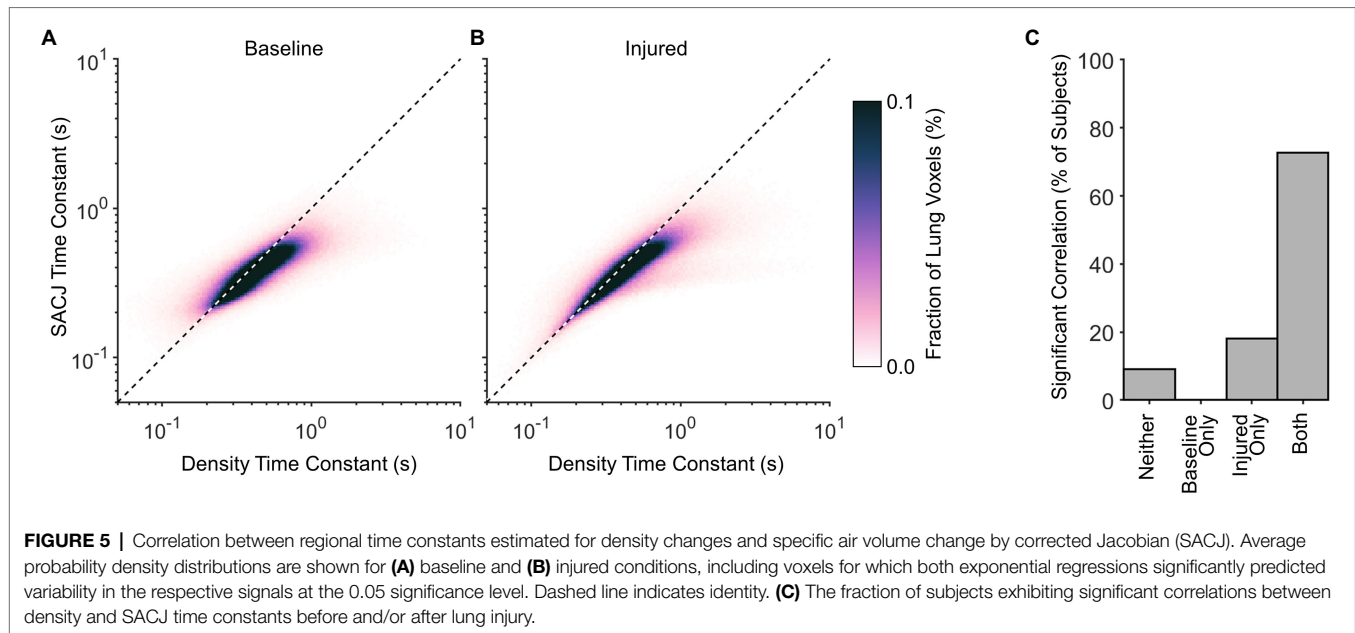 A
Baseline
10^1
10^0
10^-1
SACJ Time Constant (s)
10^-1 10^0 10^1
Density Time Constant (s)
B
Injured
10^-1 10^0 10^1
Density Time Constant (s)
0.1
0.0
Fraction of Lung Voxels (%)
C
100
80
60
40
20
0
Significant Correlation (% of Subjects)
Neither
Baseline
Only
Injured
Only
Both
FIGURE 5 | Correlation between regional time constants estimated for density changes and specific air volume change by corrected Jacobian (SACJ). Average
probability density distributions are shown for (A) baseline and (B) injured conditions, including voxels for which both exponential regressions significantly predicted
variability in the respective signals at the 0.05 significance level. Dashed line indicates identity. (C) The fraction of subjects exhibiting significant correlations between
density and SACJ time constants before and/or after lung injury.